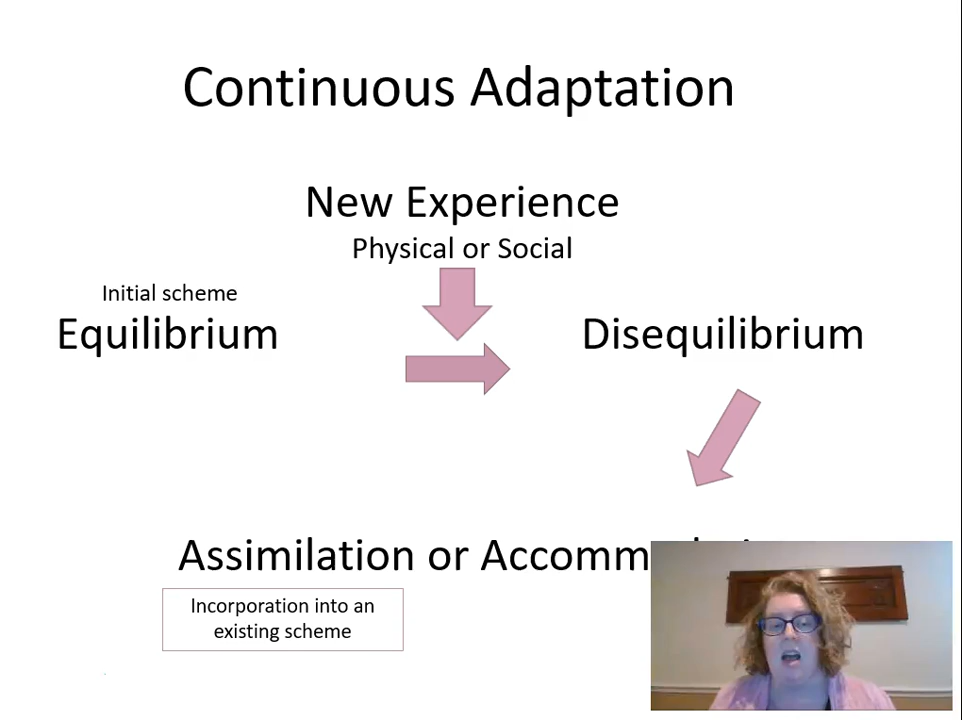 Continuous Adaptation
New Experience
Physical or Social
Initial scheme
Equilibrium
Disequilibrium
Assimilation or
Incorporation into an
existing scheme